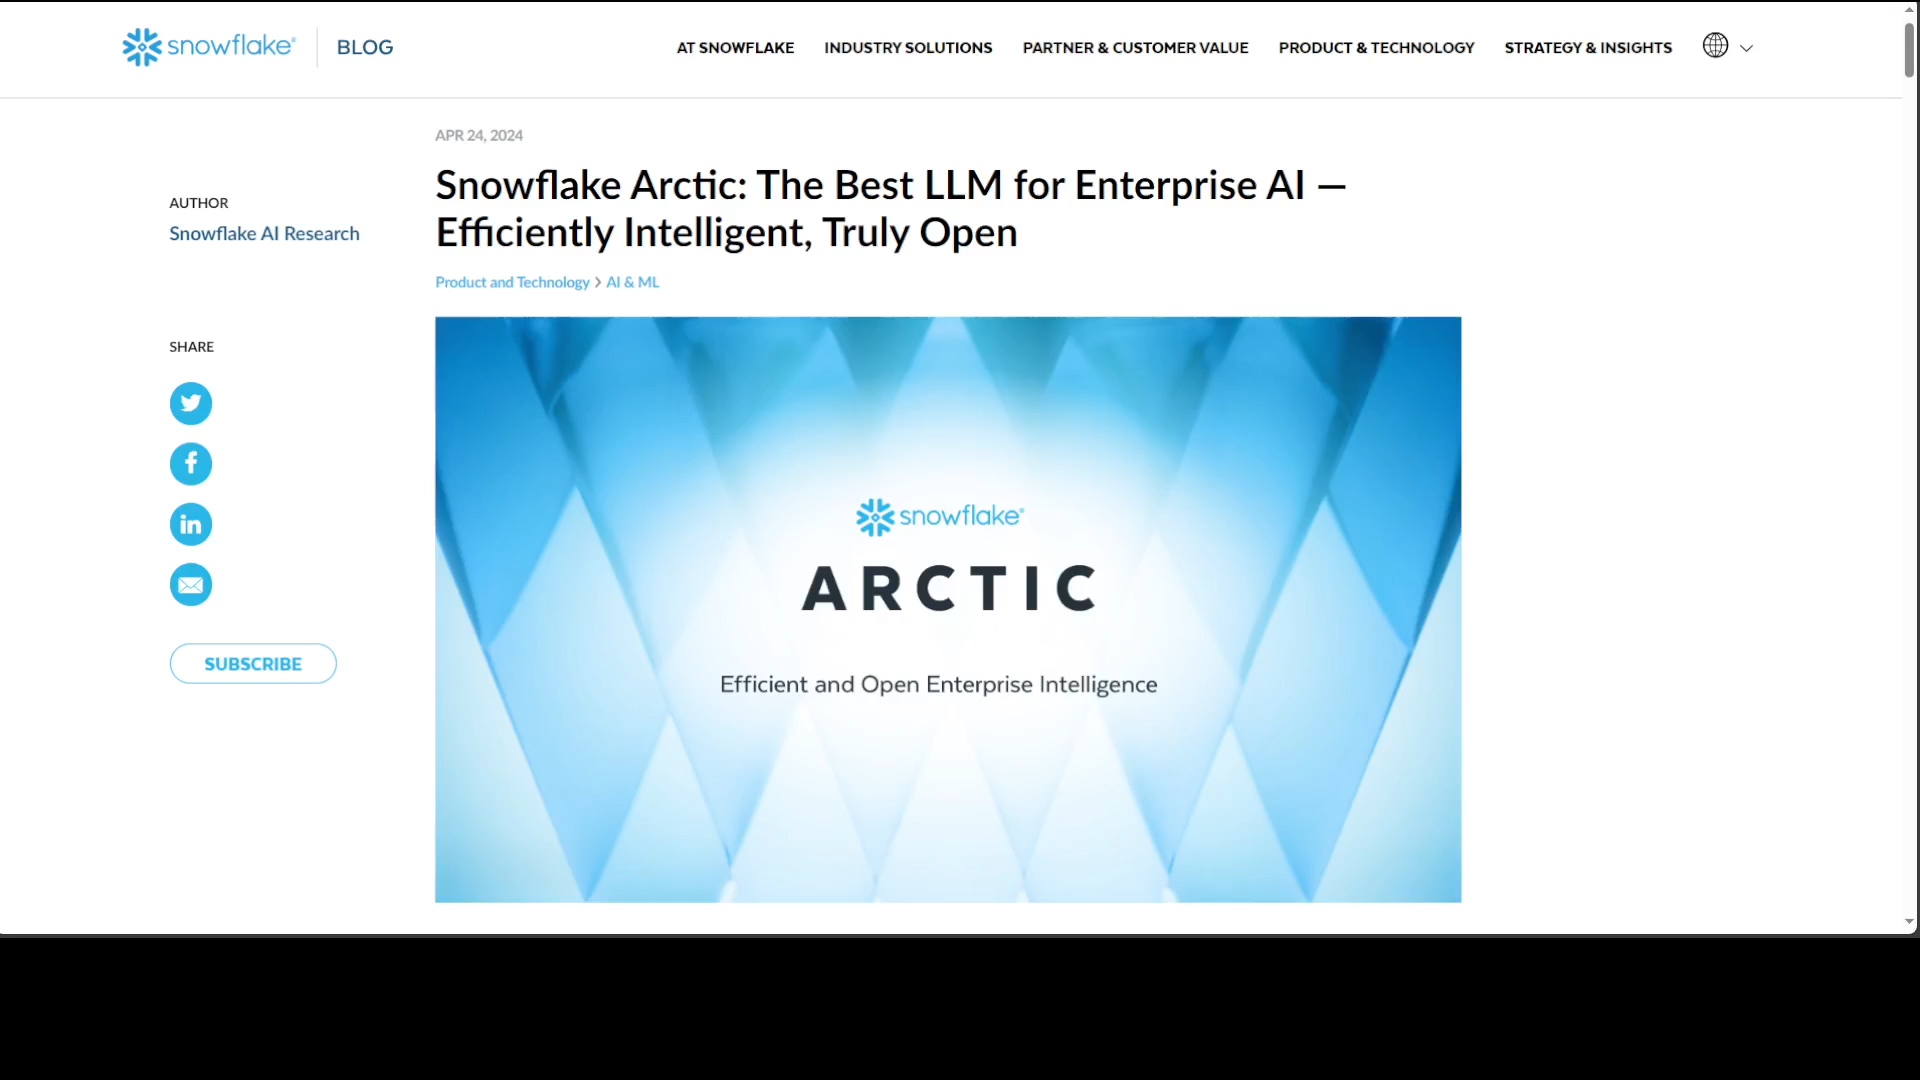 snowflake®
BLOG
AT SNOWFLAKE
INDUSTRY SOLUTIONS
PARTNER & CUSTOMER VALUE
PRODUCT & TECHNOLOGY
STRATEGY & INSIGHTS
AUTHOR
Snowflake AI Research
SHARE
SUBSCRIBE
APR 24, 2024
Snowflake Arctic: The Best LLM for Enterprise AI —
Efficiently Intelligent, Truly Open
Product and Technology > AI & ML
snowflake®
ARCTIC
Efficient and Open Enterprise Intelligence